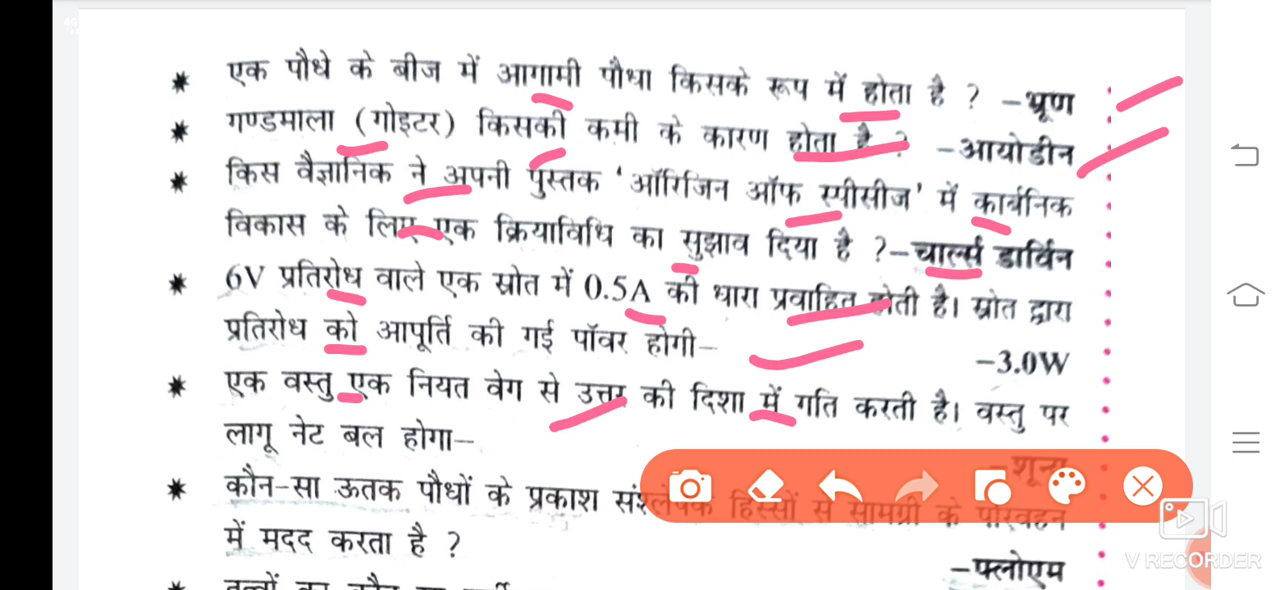 * एक पौधे के बीज में आगामी पौधा किसके रूप में होता है ? –भ्रूण
* गण्डमाला (गोइटर) किसकी कमी के कारण होता है ? –आयोडीन
* किस वैज्ञानिक ने अपनी पुस्तक ‘ऑरिजिन ऑफ स्पीसीज’ में कार्बनिक
विकास के लिए एक क्रियाविधि का सुझाव दिया है ?–चार्ल्स डार्विन
* 6V प्रतिरोध वाले एक स्रोत में 0.5A की धारा प्रवाहित होती है। स्रोत द्वारा
प्रतिरोध को आपूर्ति की गई पॉवर होगी–
–3.0W
* एक वस्तु एक नियत वेग से उत्तर की दिशा में गति करती है। वस्तु पर
लागू नेट बल होगा–
–शून्य
* कौन-सा ऊतक पौधों के प्रकाश संश्लेषक हिस्सों से सामग्री के परिवहन
में मदद करता है ?
–फ्लोएम
V RECORDER